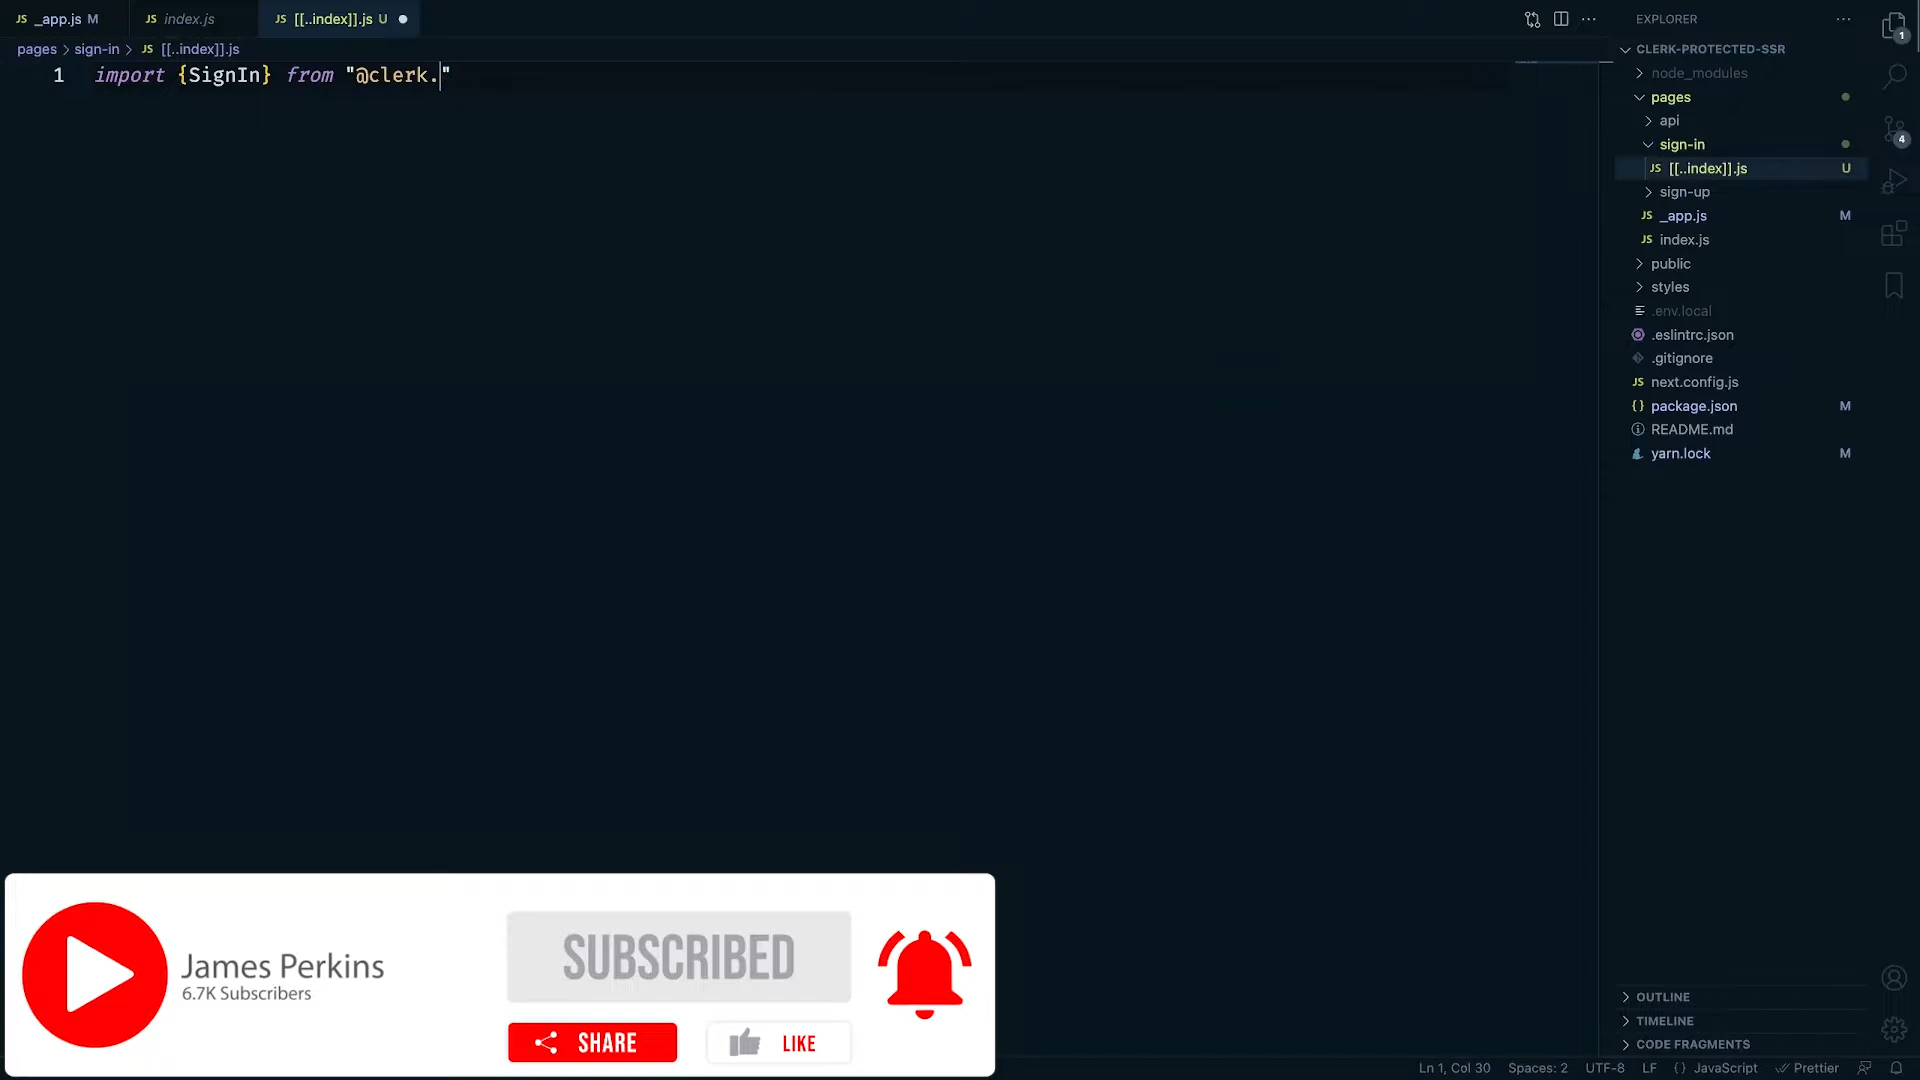 JS _app.js M
JS index.js
JS [[..index]].js U
pages > sign-in > JS [[..index]].js
1 import {SignIn} from "@clerk."
EXPLORER
CLERK-PROTECTED-SSR
node_modules
pages
api
sign-in
JS [[..index]].js U
sign-up
JS _app.js M
JS index.js
public
styles
.env.local
.eslintrc.json
.gitignore
JS next.config.js
{} package.json M
README.md
yarn.lock M
1
4
James Perkins
6.7K Subscribers
SUBSCRIBED
SHARE
LIKE
OUTLINE
TIMELINE
CODE FRAGMENTS
Ln 1, Col 30 Spaces: 2 UTF-8 LF {} JavaScript Prettier